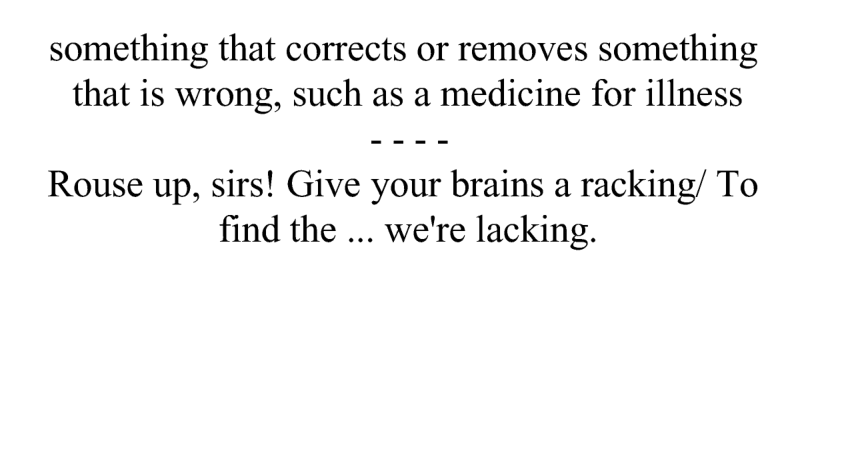 something that corrects or removes something
that is wrong, such as a medicine for illness
- - - -
Rouse up, sirs! Give your brains a racking/ To
find the ... we're lacking.